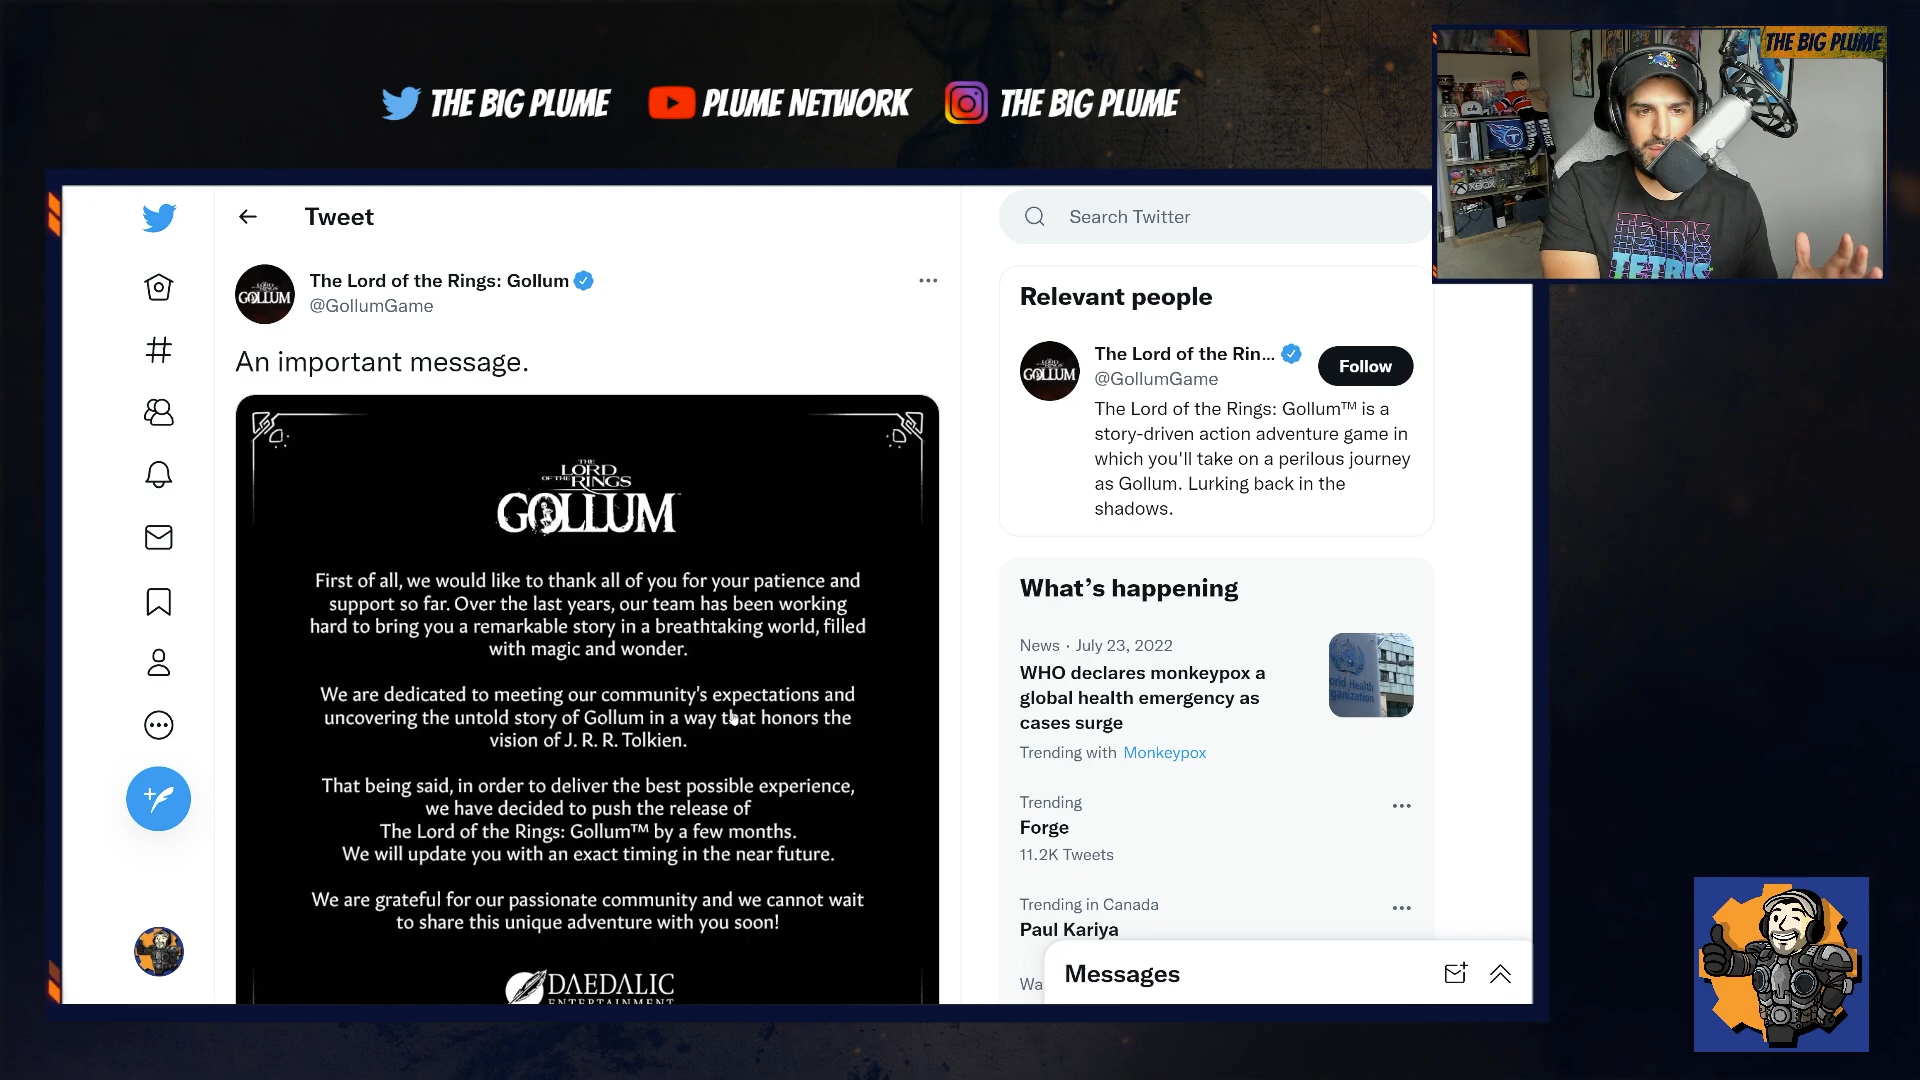 THE BIG PLUME
PLUME NETWORK
THE BIG PLUME
THE BIG PLUME
TETRIS
TETRIS
XBOX
Tweet
The Lord of the Rings: Gollum
@GollumGame
An important message.
THE
LORD
OF THE RINGS
GOLLUM
First of all, we would like to thank all of you for your patience and
support so far. Over the last years, our team has been working
hard to bring you a remarkable story in a breathtaking world, filled
with magic and wonder.
We are dedicated to meeting our community's expectations and
uncovering the untold story of Gollum in a way that honors the
vision of J. R. R. Tolkien.
That being said, in order to deliver the best possible experience,
we have decided to push the release of
The Lord of the Rings: Gollum™ by a few months.
We will update you with an exact timing in the near future.
We are grateful for our passionate community and we cannot wait
to share this unique adventure with you soon!
DAEDALIC
ENTERTAINMENT
Search Twitter
Relevant people
The Lord of the Rin...
@GollumGame
Follow
GOLLUM
GOLLUM
The Lord of the Rings: Gollum™ is a
story-driven action adventure game in
which you'll take on a perilous journey
as Gollum. Lurking back in the
shadows.
What's happening
News · July 23, 2022
WHO declares monkeypox a
global health emergency as
cases surge
Trending with Monkeypox
orld Health
ganization
Trending
Forge
11.2K Tweets
Trending in Canada
Paul Kariya
Wa
Messages